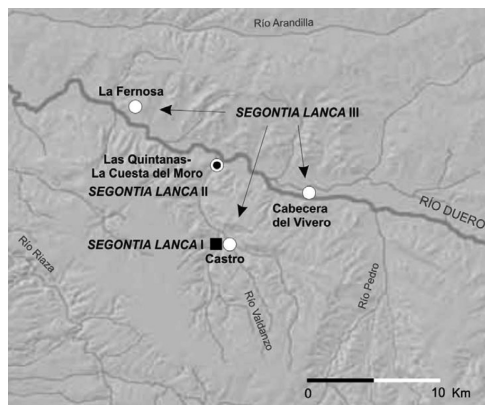 Río Arandilla
La Fernosa
SEGONTIA LANCA III
Las Quintanas-
La Cuesta del Moro
SEGONTIA LANCA II
Cabecera
del Vivero
RÍO DUERO
SEGONTIA LANCA I
Castro
Río Riaza
Río Valdanzo
Río Pedro
0 10 Km